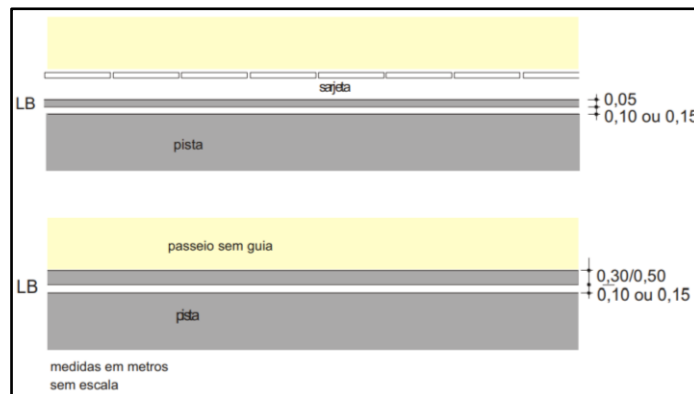 sarjeta
LB
0,05
0,10 ou 0,15
pista
passeio sem guia
0,30/0,50
LB
0,10 ou 0,15
pista
medidas em metros
sem escala